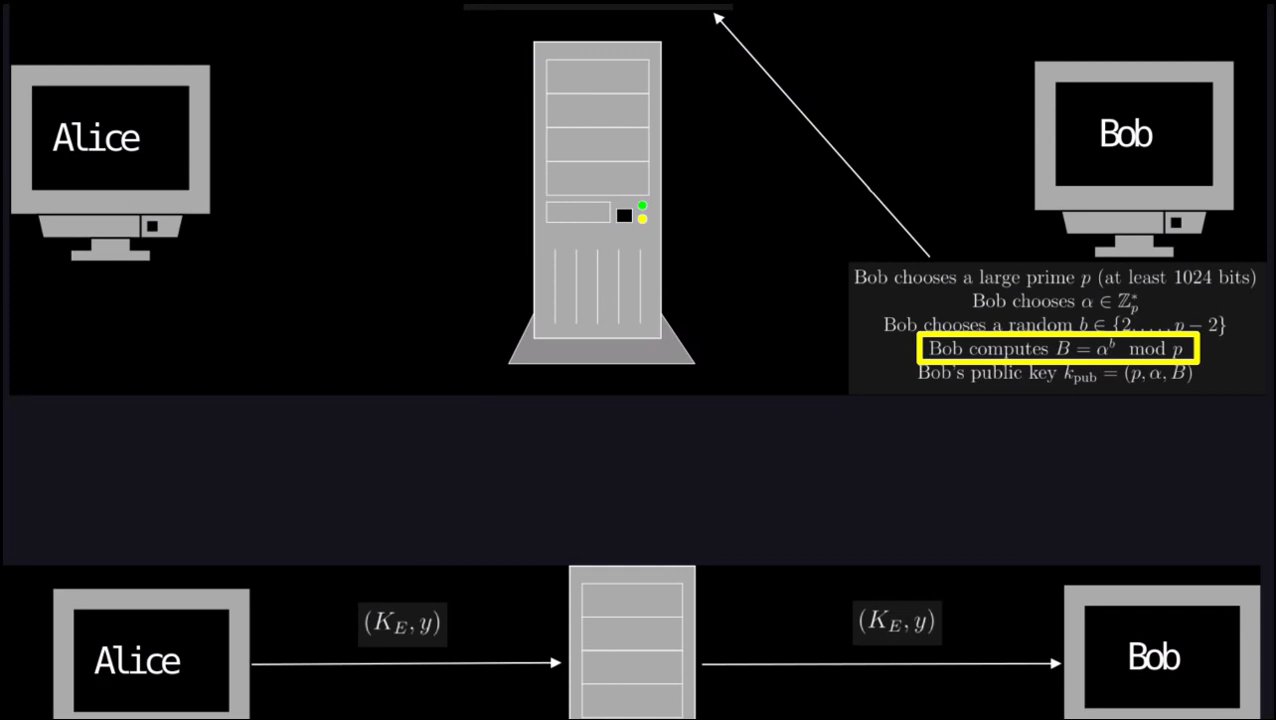 Alice
Bob
Bob chooses a large prime p (at least 1024 bits)
Bob chooses α ∈ ℤ*ₚ
Bob chooses a random b ∈ {2, . . . , p − 2}
Bob computes B = αᵇ mod p
Bob's public key k_pub = (p, α, B)
(K_E, y)
(K_E, y)
Alice
Bob